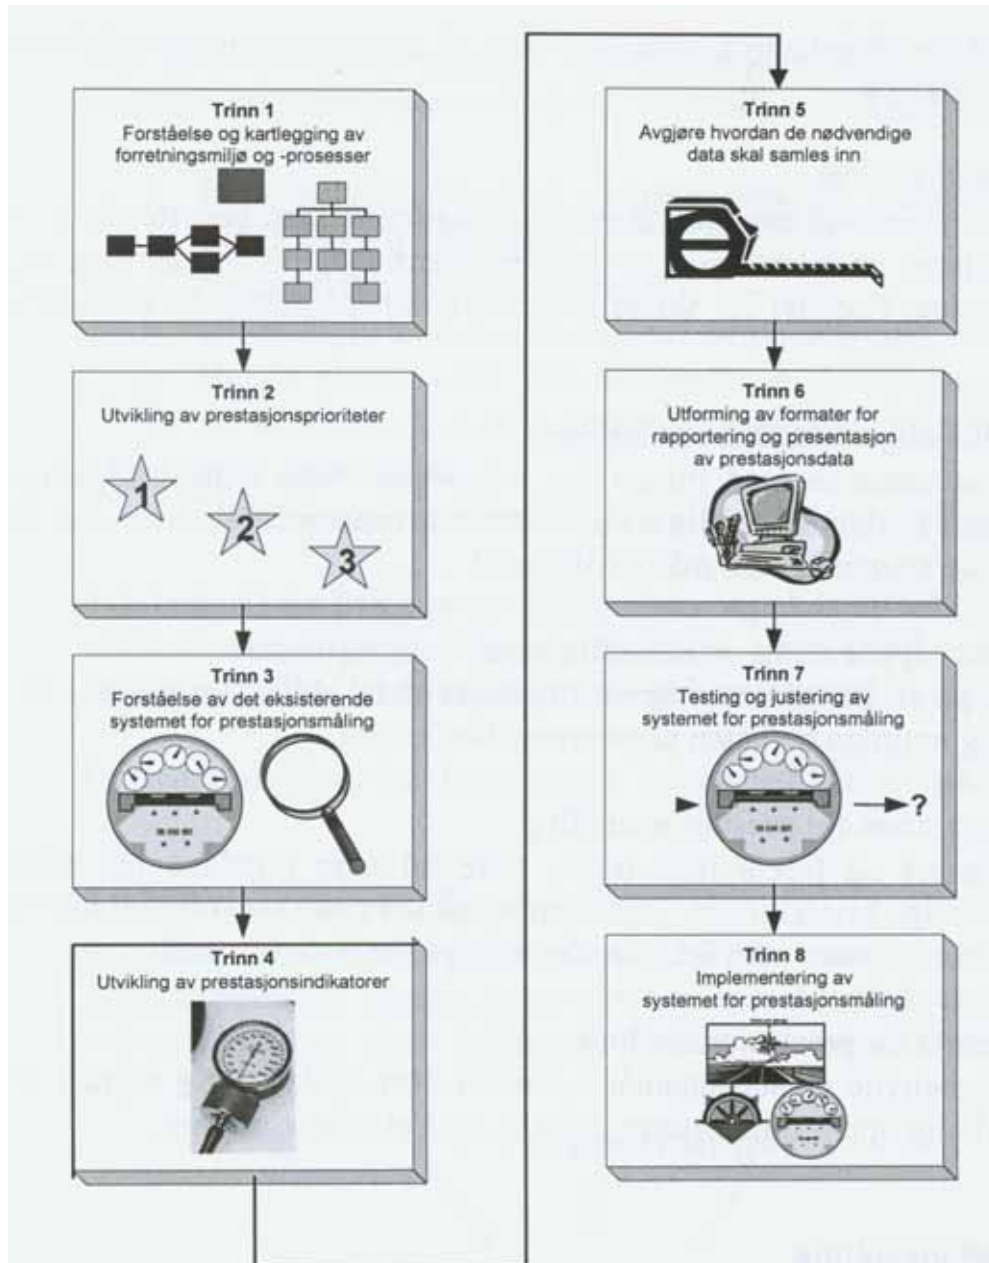 Trinn 1
Forståelse og kartlegging av
forretningsmiljø og -prosesser
Trinn 2
Utvikling av prestasjonsprioriteter
1
2
3
Trinn 3
Forståelse av det eksisterende
systemet for prestasjonsmåling
Trinn 4
Utvikling av prestasjonsindikatorer
Trinn 5
Avgjøre hvordan de nødvendige
data skal samles inn
Trinn 6
Utforming av formater for
rapportering og presentasjon
av prestasjonsdata
Trinn 7
Testing og justering av
systemet for prestasjonsmåling
?
Trinn 8
Implementering av
systemet for prestasjonsmåling